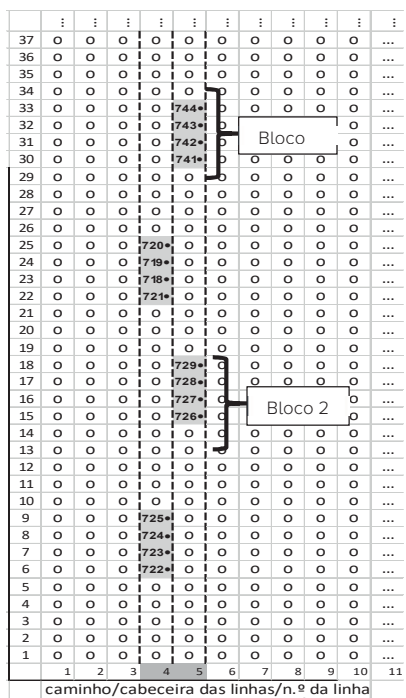 ⋮ ⋮ ⋮ ⋮ ⋮ ⋮ ⋮ ⋮ ⋮ ⋮ ⋮
37 O O O O O O O O O O ...
36 O O O O O O O O O O ...
35 O O O O O O O O O O ...
34 O O O O O O O O O O ...
33 O O O O 744• O O O O O ...
32 O O O O 743• O O ...
31 O O O O 742• O Bloco O ...
30 O O O O 741• O O O O O ...
29 O O O O O O O O O O ...
28 O O O O O O O O O O ...
27 O O O O O O O O O O ...
26 O O O O O O O O O O ...
25 O O O 720• O O O O O O ...
24 O O O 719• O O O O O O ...
23 O O O 718• O O O O O O ...
22 O O O 721• O O O O O O ...
21 O O O O O O O O O O ...
20 O O O O O O O O O O ...
19 O O O O O O O O O O ...
18 O O O O 729• O O O O O ...
17 O O O O 728• O O O O O ...
16 O O O O 727• O ...
15 O O O O 726• O Bloco 2 O ...
14 O O O O O O O O O O ...
13 O O O O O O O O O O ...
12 O O O O O O O O O O ...
11 O O O O O O O O O O ...
10 O O O O O O O O O O ...
9 O O O 725• O O O O O O ...
8 O O O 724• O O O O O O ...
7 O O O 723• O O O O O O ...
6 O O O 722• O O O O O O ...
5 O O O O O O O O O O ...
4 O O O O O O O O O O ...
3 O O O O O O O O O O ...
2 O O O O O O O O O O ...
1 O O O O O O O O O O ...
1 2 3 4 5 6 7 8 9 10 11
caminho/cabeceira das linhas/n.º da linha